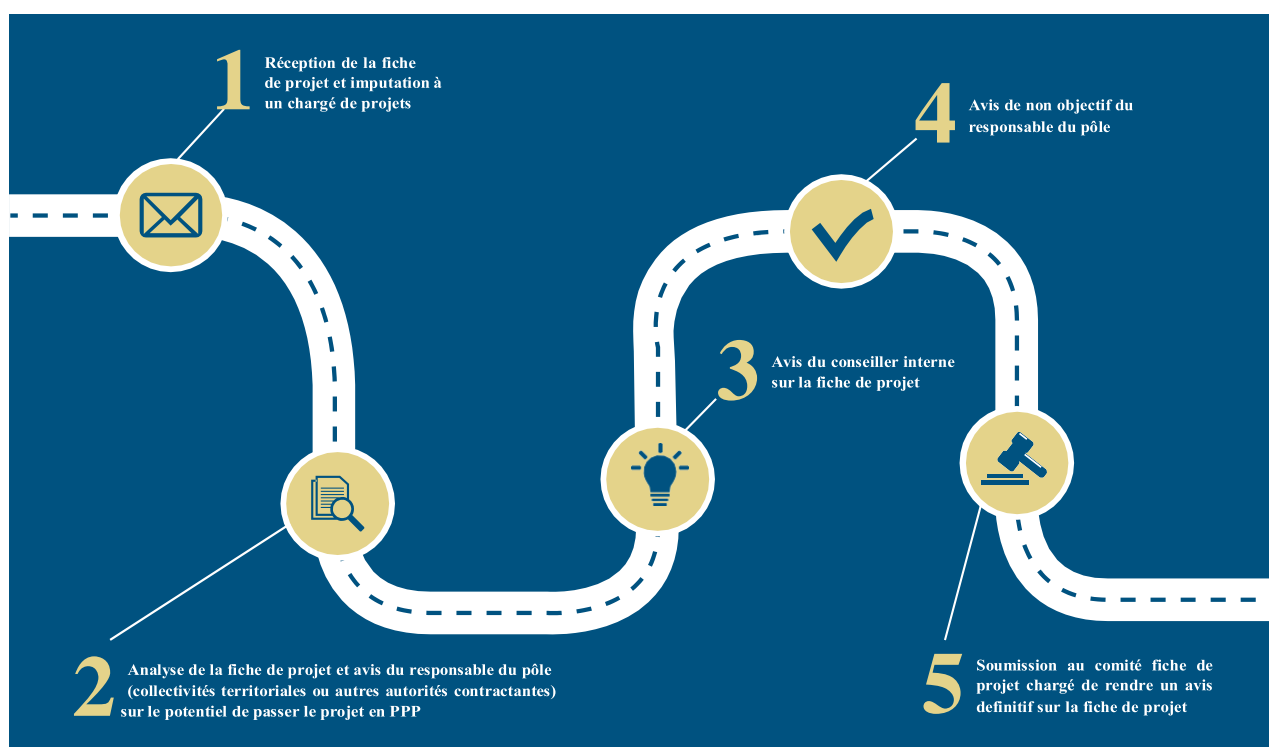 1
Réception de la fiche
de projet et imputation à
un chargé de projets
2
Analyse de la fiche de projet et avis du responsable du pôle
(collectivités territoriales ou autres autorités contractantes)
sur le potentiel de passer le projet en PPP
3
Avis du conseiller interne
sur la fiche de projet
4
Avis de non objectif du
responsable du pôle
5
Soumission au comité fiche de
projet chargé de rendre un avis
definitif sur la fiche de projet